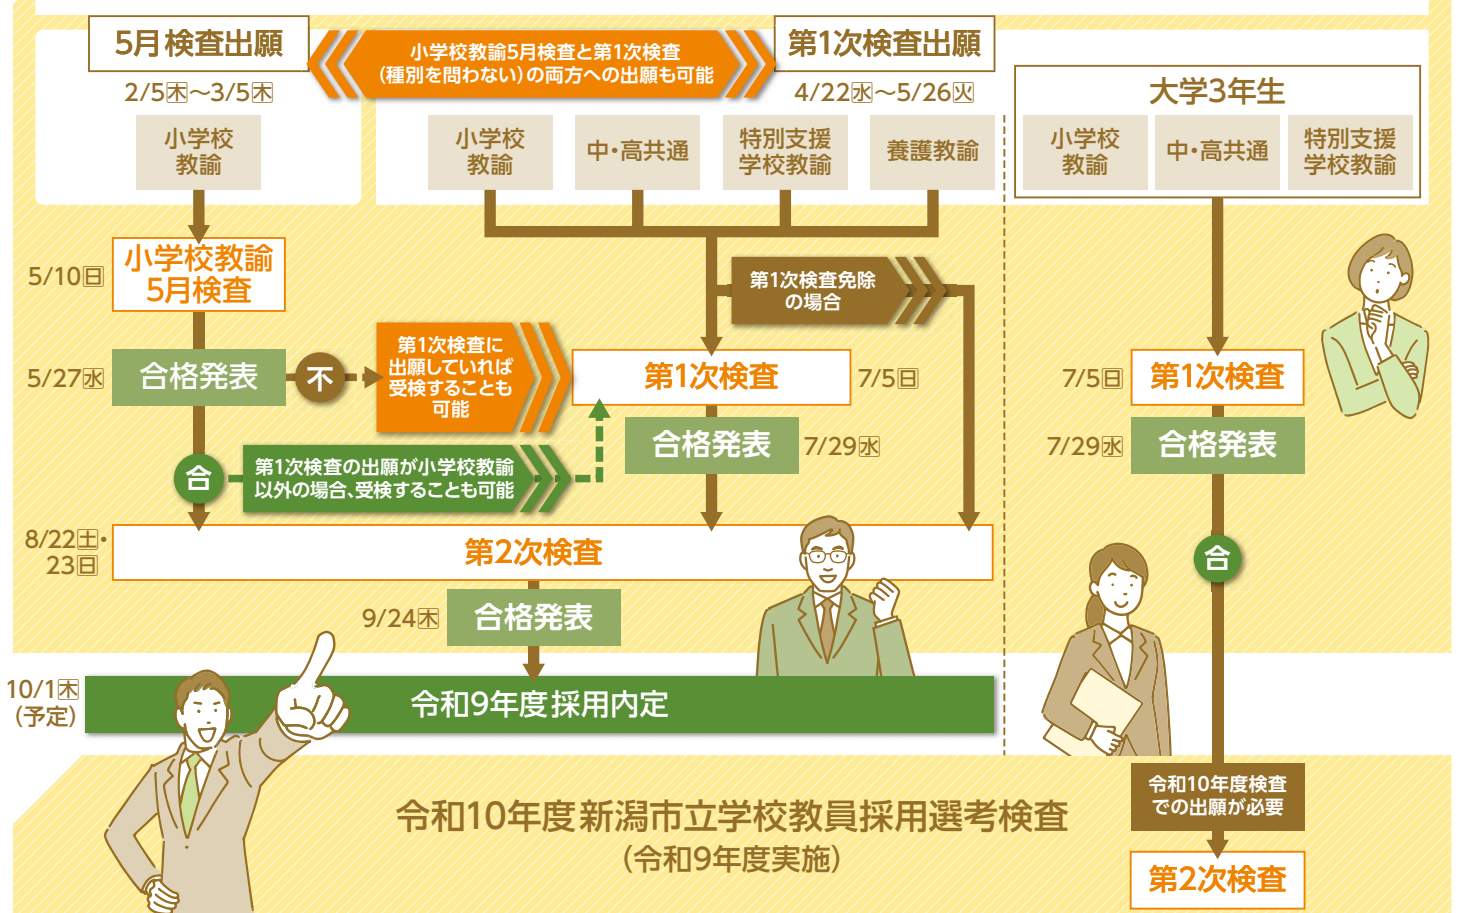 5月検査出願
2/5木〜3/5木
小学校
教諭
小学校教諭5月検査と第1次検査
(種別を問わない)の両方への出願も可能
第1次検査出願
4/22水〜5/26火
小学校
教諭
中・高共通
特別支援
学校教諭
養護教諭
大学3年生
小学校
教諭
中・高共通
特別支援
学校教諭
5/10日
小学校教諭
5月検査
第1次検査免除
の場合
5/27水
合格発表
不
第1次検査に
出願していれば
受検することも
可能
第1次検査
7/5日
合格発表
7/29水
7/5日
第1次検査
7/29水
合格発表
合
第1次検査の出願が小学校教諭
以外の場合、受検することも可能
8/22土・
23日
第2次検査
合
9/24木
合格発表
10/1木
(予定)
令和9年度採用内定
令和10年度検査
での出願が必要
令和10年度新潟市立学校教員採用選考検査
(令和9年度実施)
第2次検査